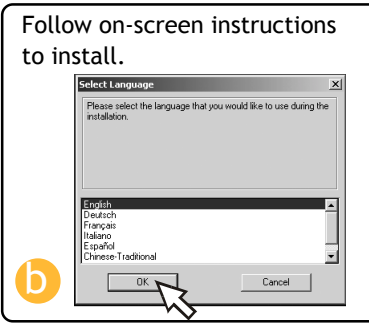 Follow on-screen instructions
to install.
Select Language
Please select the language that you would like to use during the
installation.
English
Deutsch
Français
Italiano
Español
Chinese-Traditional
OK
Cancel
b